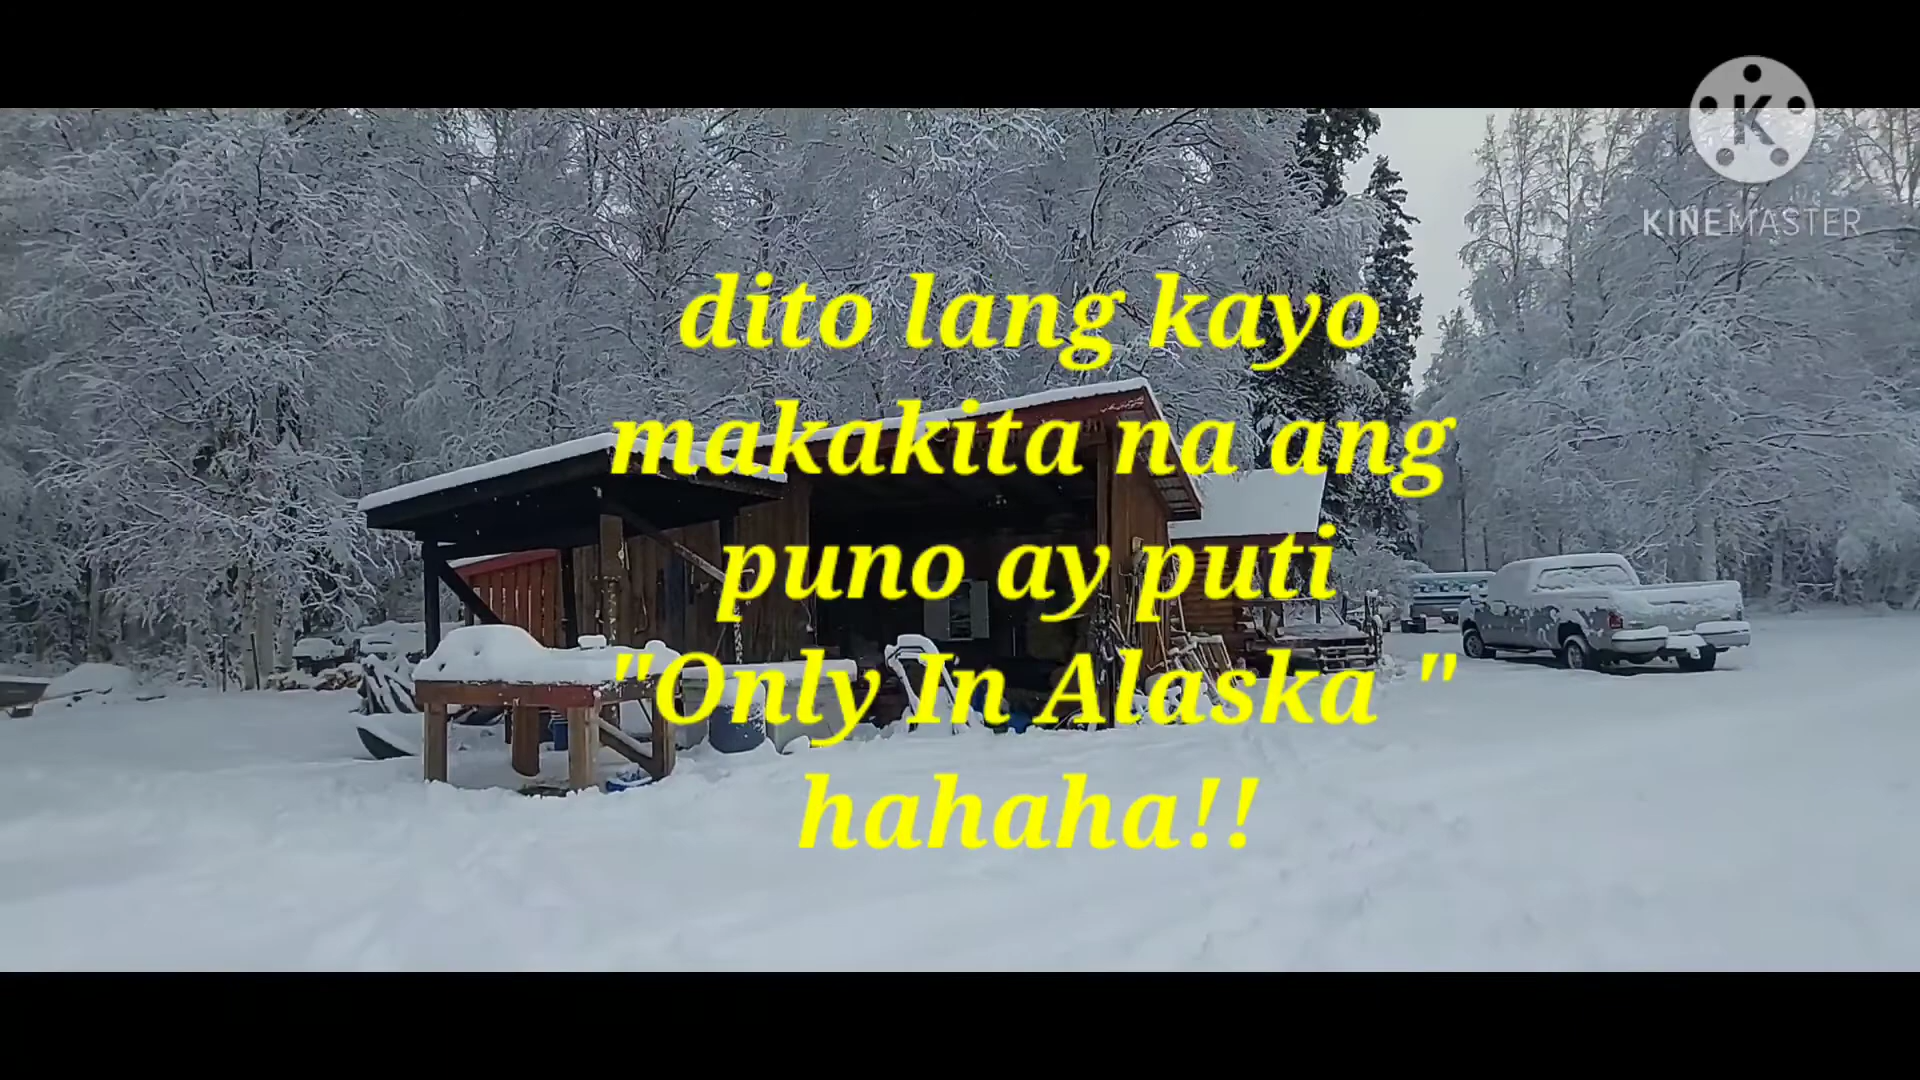 K
KINEMASTER
dito lang kayo
makakita na ang
puno ay puti
"Only In Alaska "
hahaha!!